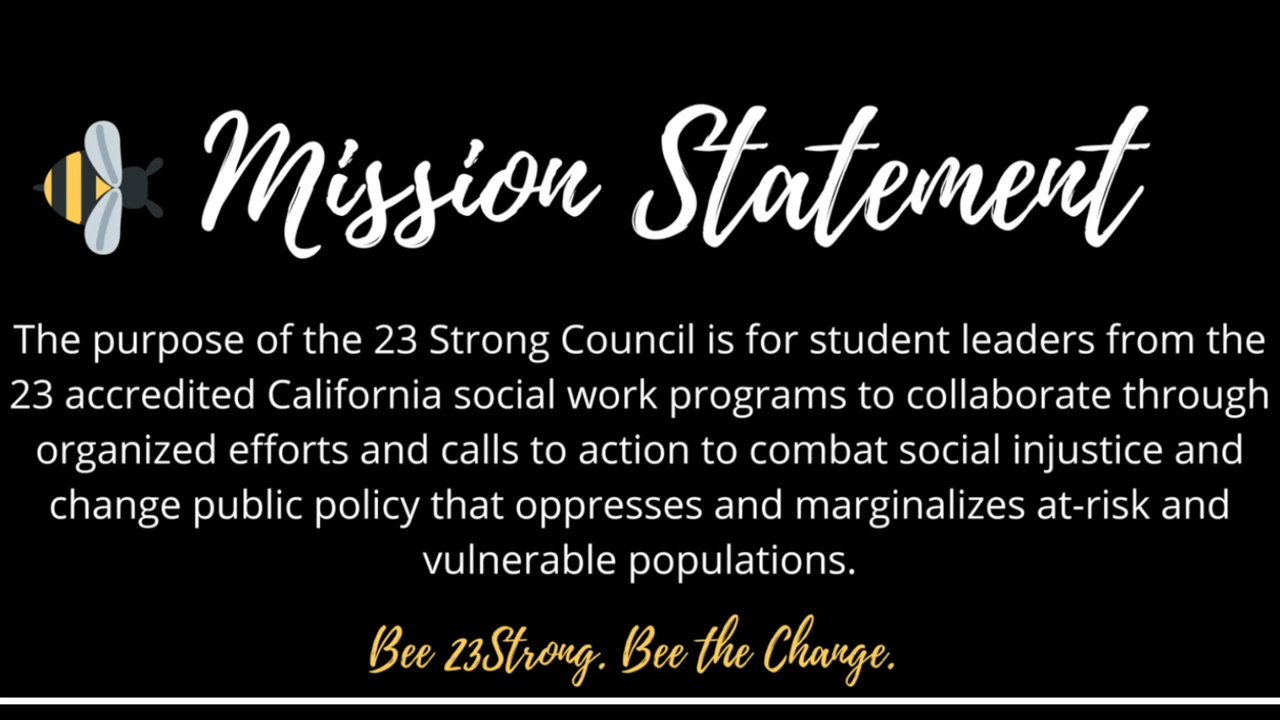 Mission Statement
The purpose of the 23 Strong Council is for student leaders from the
23 accredited California social work programs to collaborate through
organized efforts and calls to action to combat social injustice and
change public policy that oppresses and marginalizes at-risk and
vulnerable populations.
Bee 23Strong. Bee the Change.